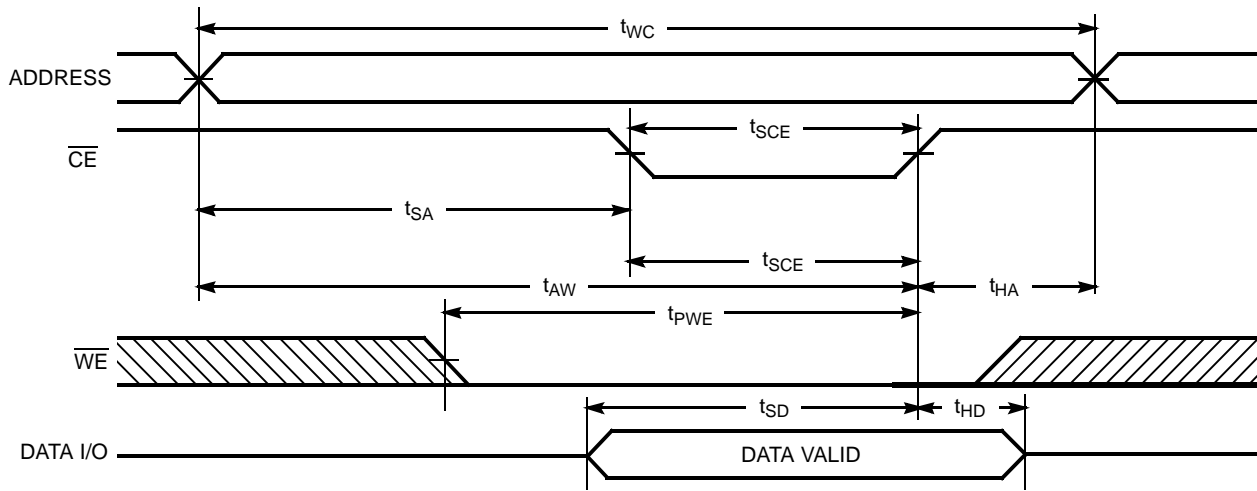 tWC
ADDRESS
tSCE
CE
tSA
tSCE
tAW
tHA
tPWE
WE
tSD
tHD
DATA I/O
DATA VALID